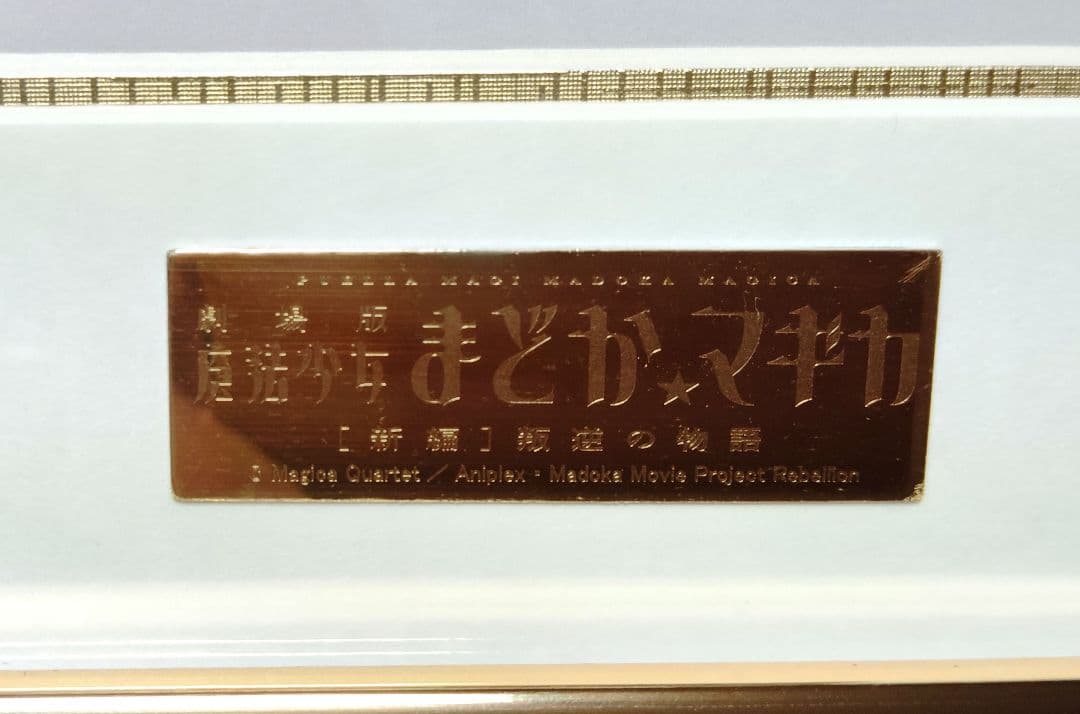 PUELLA MAGI MADOKA MAGICA
劇場版
魔法少女まどか★マギカ
[新編]叛逆の物語
© Magica Quartet / Aniplex・Madoka Movie Project Rebellion